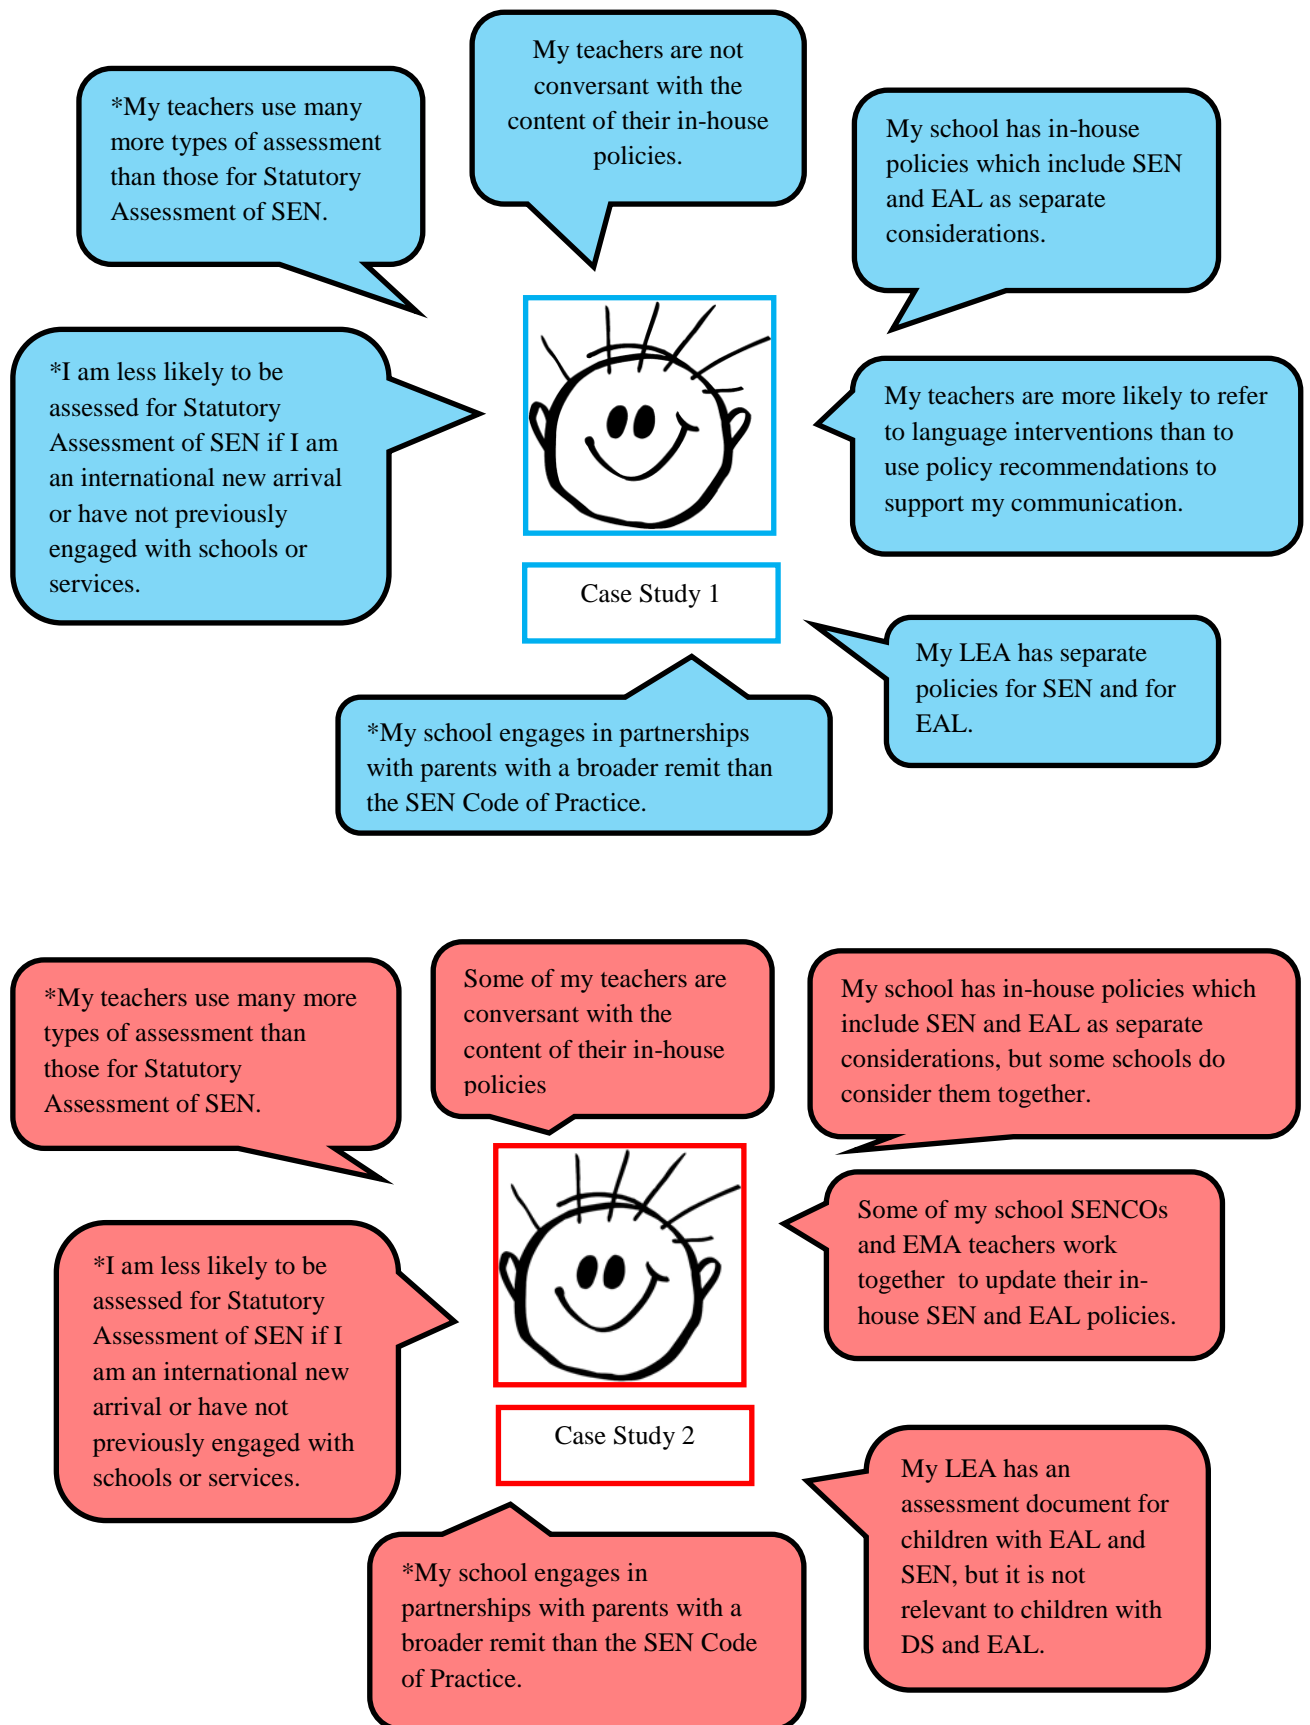 My teachers are not
conversant with the
content of their in-house
policies.
*My teachers use many
more types of assessment
than those for Statutory
Assessment of SEN.
My school has in-house
policies which include SEN
and EAL as separate
considerations.
*I am less likely to be
assessed for Statutory
Assessment of SEN if I am
an international new arrival
or have not previously
engaged with schools or
services.
My teachers are more likely to refer
to language interventions than to
use policy recommendations to
support my communication.
Case Study 1
My LEA has separate
policies for SEN and for
EAL.
*My school engages in partnerships
with parents with a broader remit than
the SEN Code of Practice.
*My teachers use many more
types of assessment than
those for Statutory
Assessment of SEN.
Some of my teachers are
conversant with the
content of their in-house
policies
My school has in-house policies which
include SEN and EAL as separate
considerations, but some schools do
consider them together.
Some of my school SENCOs
and EMA teachers work
together to update their in-
house SEN and EAL policies.
*I am less likely to be
assessed for Statutory
Assessment of SEN if I
am an international new
arrival or have not
previously engaged with
schools or services.
Case Study 2
My LEA has an
assessment document for
children with EAL and
SEN, but it is not
relevant to children with
DS and EAL.
*My school engages in
partnerships with parents with a
broader remit than the SEN Code
of Practice.